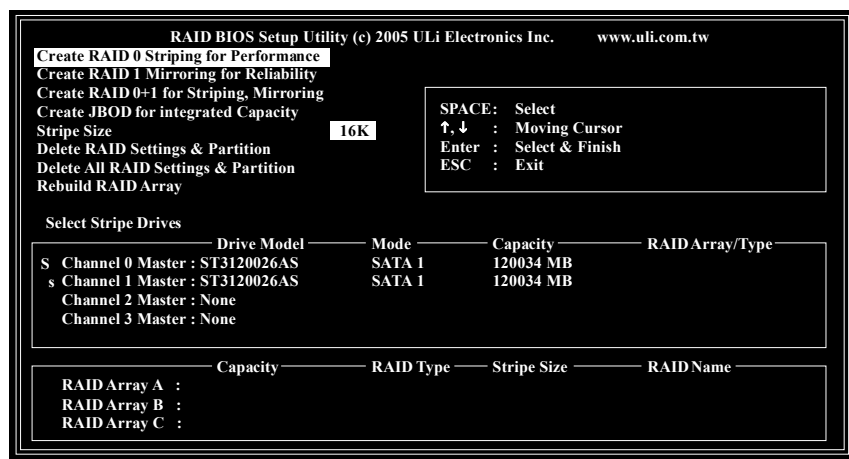 RAID BIOS Setup Utility (c) 2005 ULi Electronics Inc. www.uli.com.tw
Create RAID 0 Striping for Performance
Create RAID 1 Mirroring for Reliability
Create RAID 0+1 for Striping, Mirroring
Create JBOD for integrated Capacity
Stripe Size 16K
Delete RAID Settings & Partition
Delete All RAID Settings & Partition
Rebuild RAID Array
SPACE: Select
↑, ↓ : Moving Cursor
Enter : Select & Finish
ESC : Exit
Select Stripe Drives
Drive Model Mode Capacity RAID Array/Type
S Channel 0 Master : ST3120026AS SATA 1 120034 MB
s Channel 1 Master : ST3120026AS SATA 1 120034 MB
Channel 2 Master : None
Channel 3 Master : None
Capacity RAID Type Stripe Size RAID Name
RAID Array A :
RAID Array B :
RAID Array C :